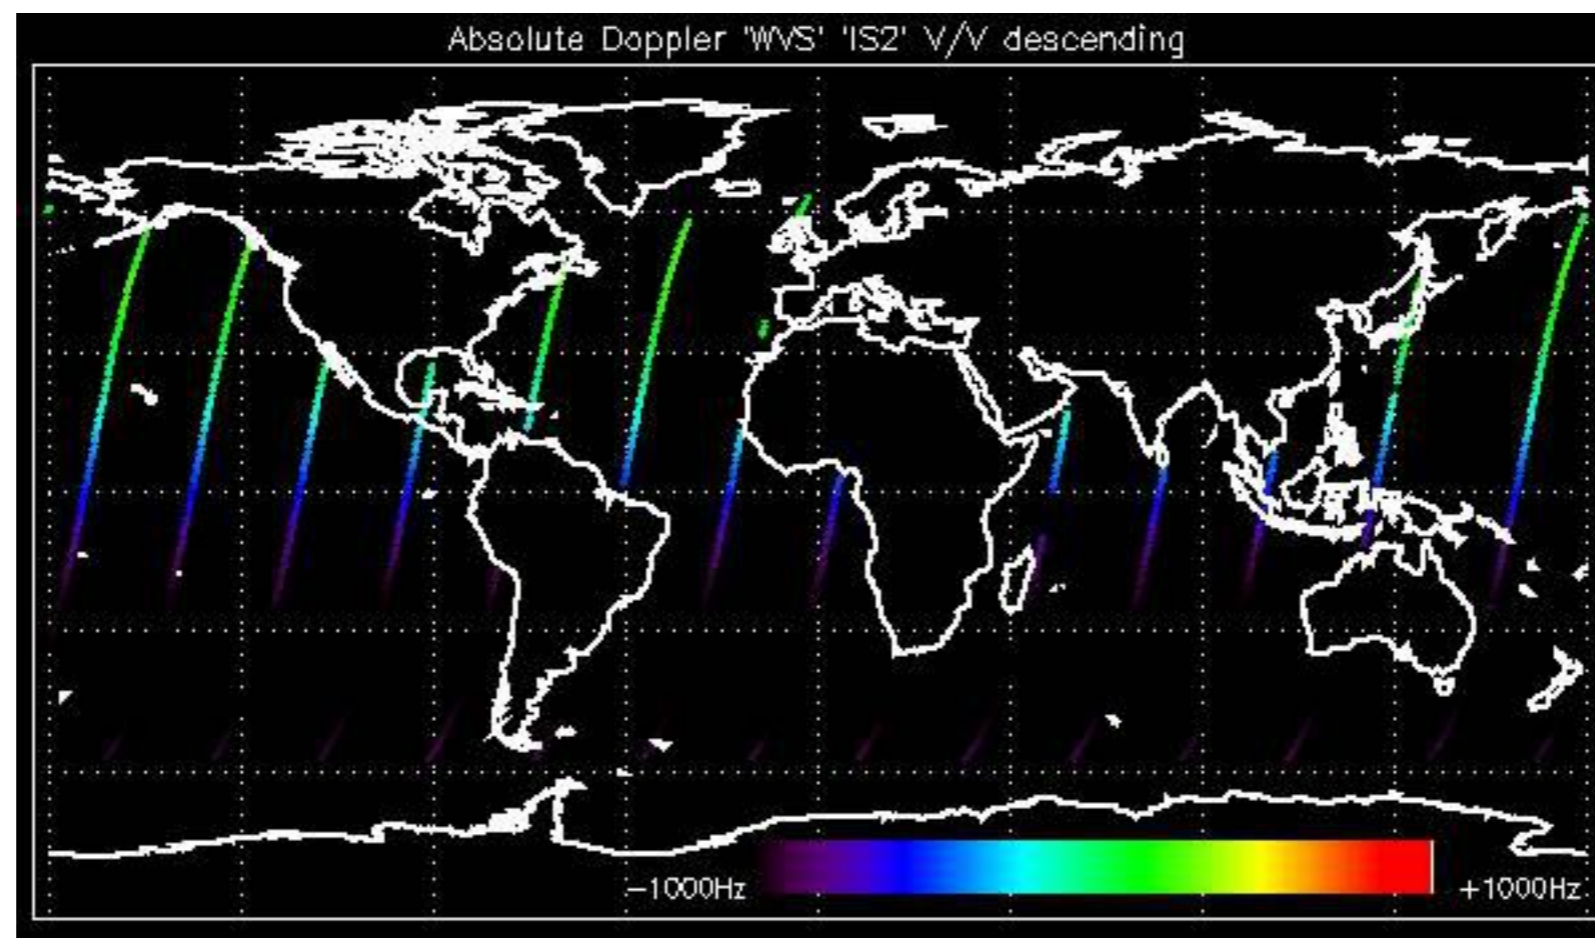 Absolute Doppler 'WVS' 'IS2' V/V descending
-1000Hz
+1000Hz